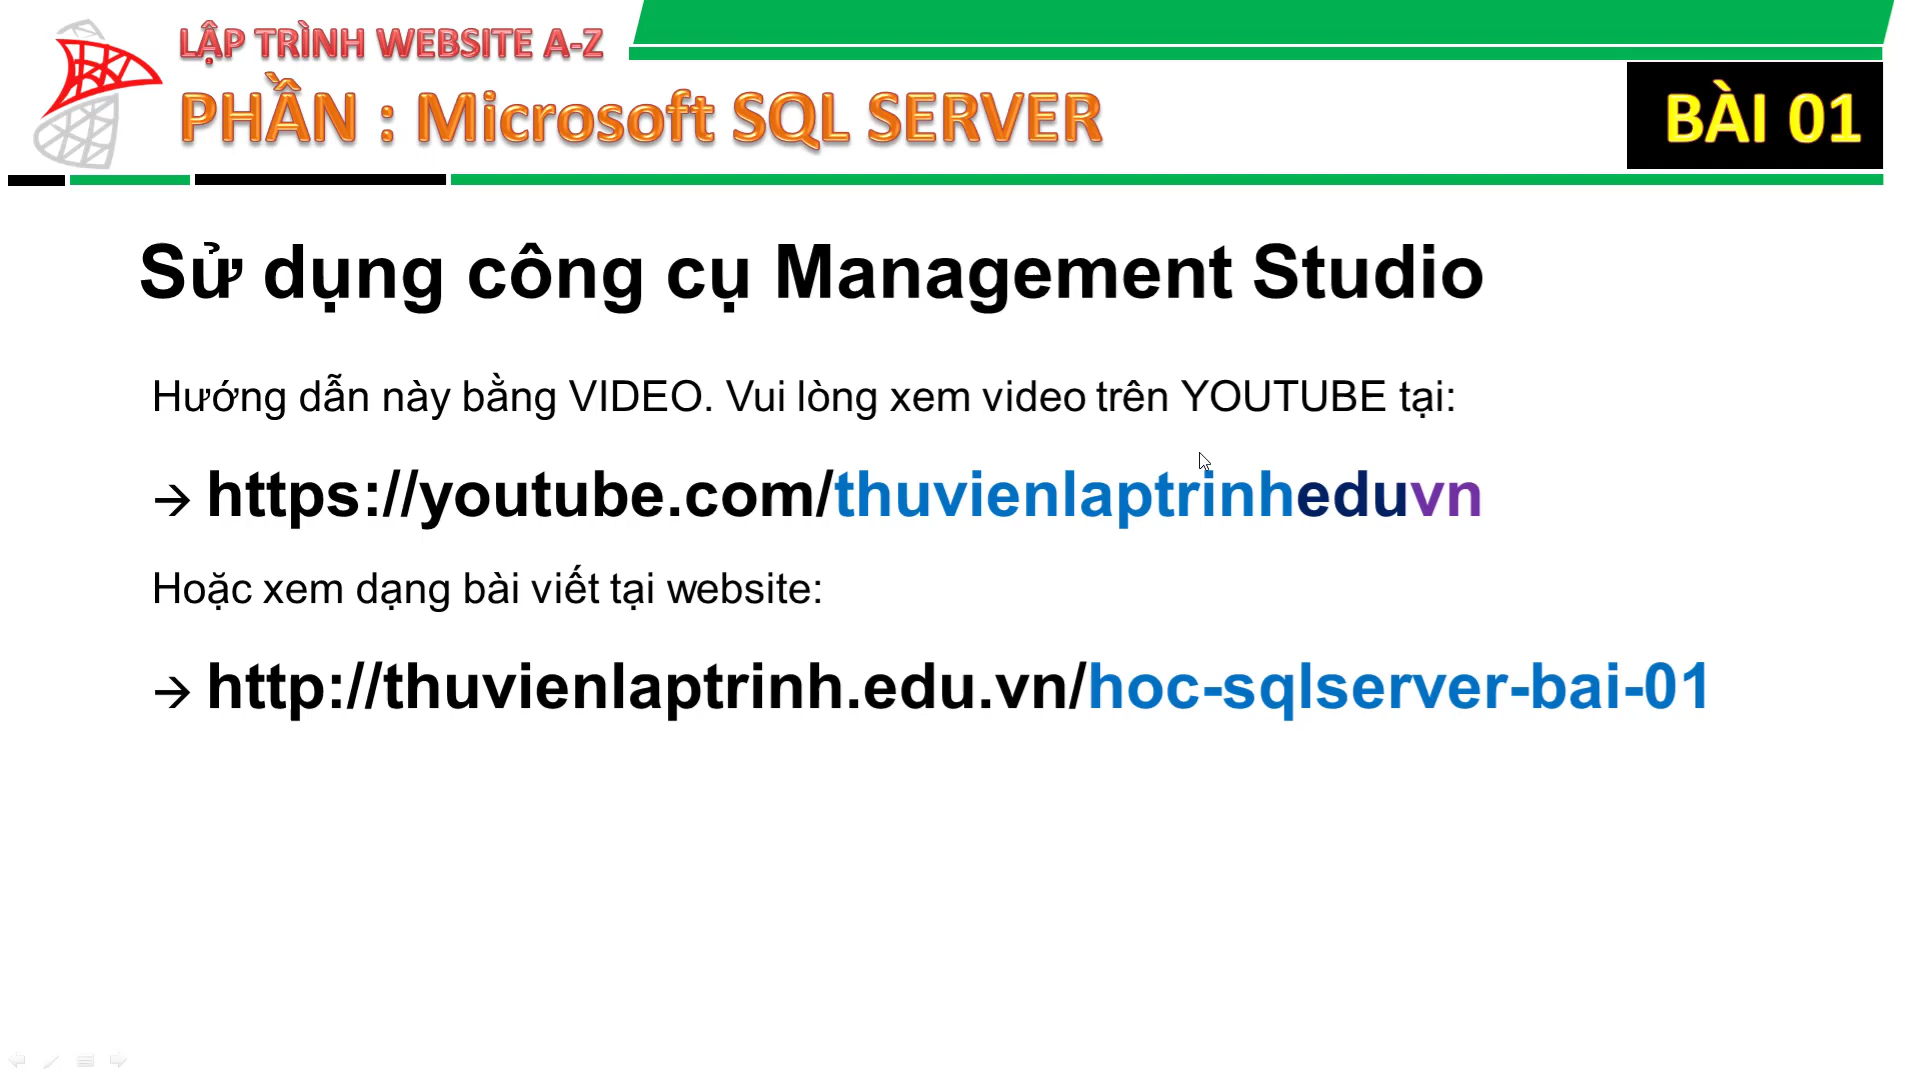 LẬP TRÌNH WEBSITE A-Z
PHẦN : Microsoft SQL SERVER
BÀI 01
Sử dụng công cụ Management Studio
Hướng dẫn này bằng VIDEO. Vui lòng xem video trên YOUTUBE tại:
→ https://youtube.com/thuvienlaptrinheduvn
Hoặc xem dạng bài viết tại website:
→ http://thuvienlaptrinh.edu.vn/hoc-sqlserver-bai-01